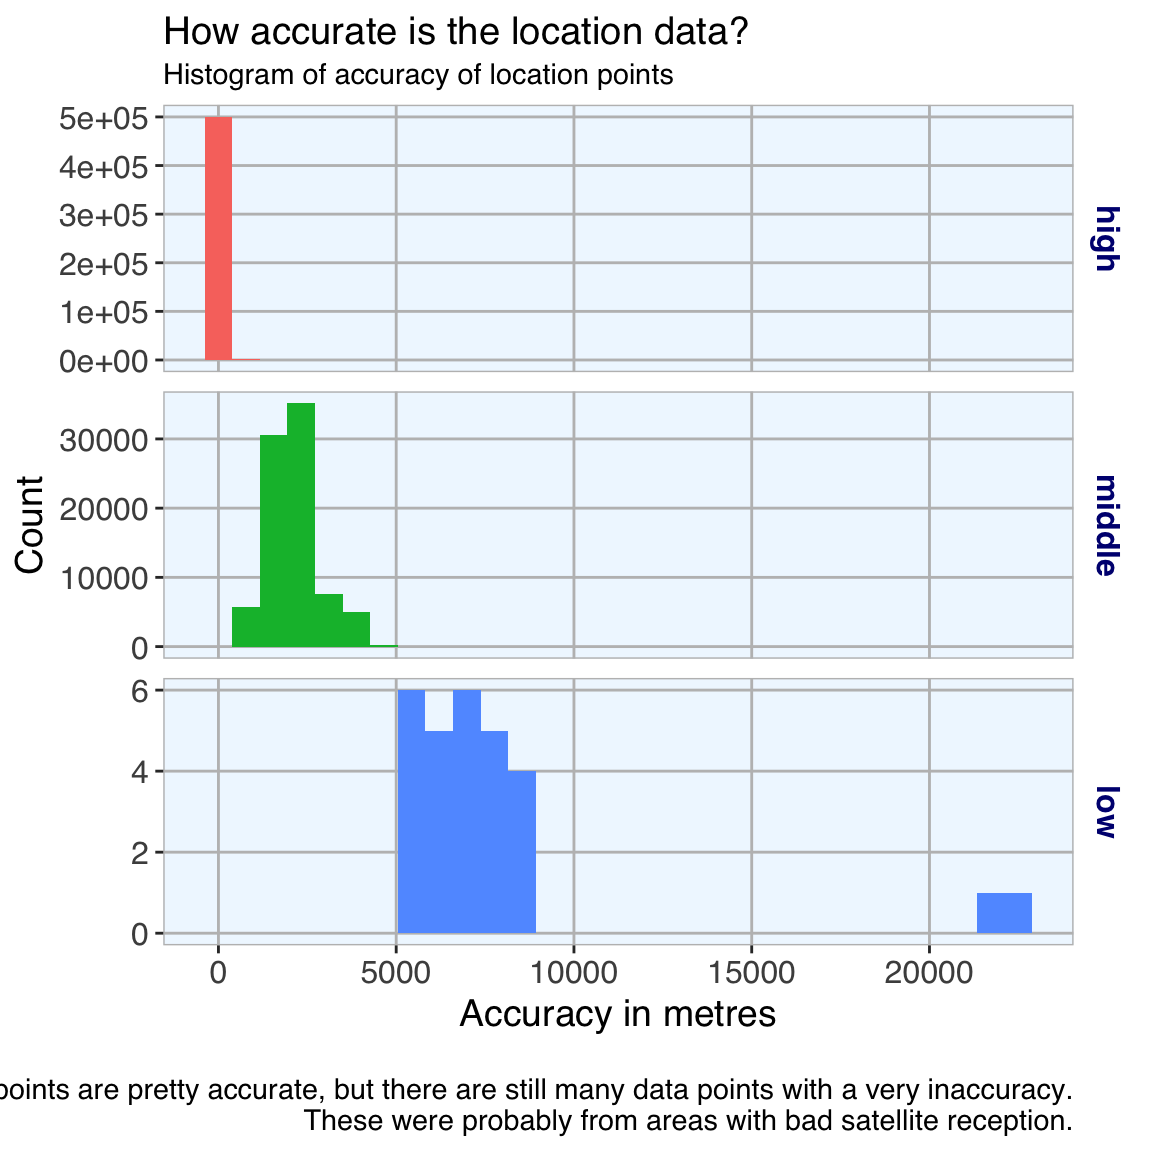 How accurate is the location data?
Histogram of accuracy of location points
5e+05
4e+05
3e+05
2e+05
1e+05
0e+00
high
30000
20000
10000
0
middle
Count
6
4
2
0
low
0 5000 10000 15000 20000
Accuracy in metres
points are pretty accurate, but there are still many data points with a very inaccuracy.
These were probably from areas with bad satellite reception.